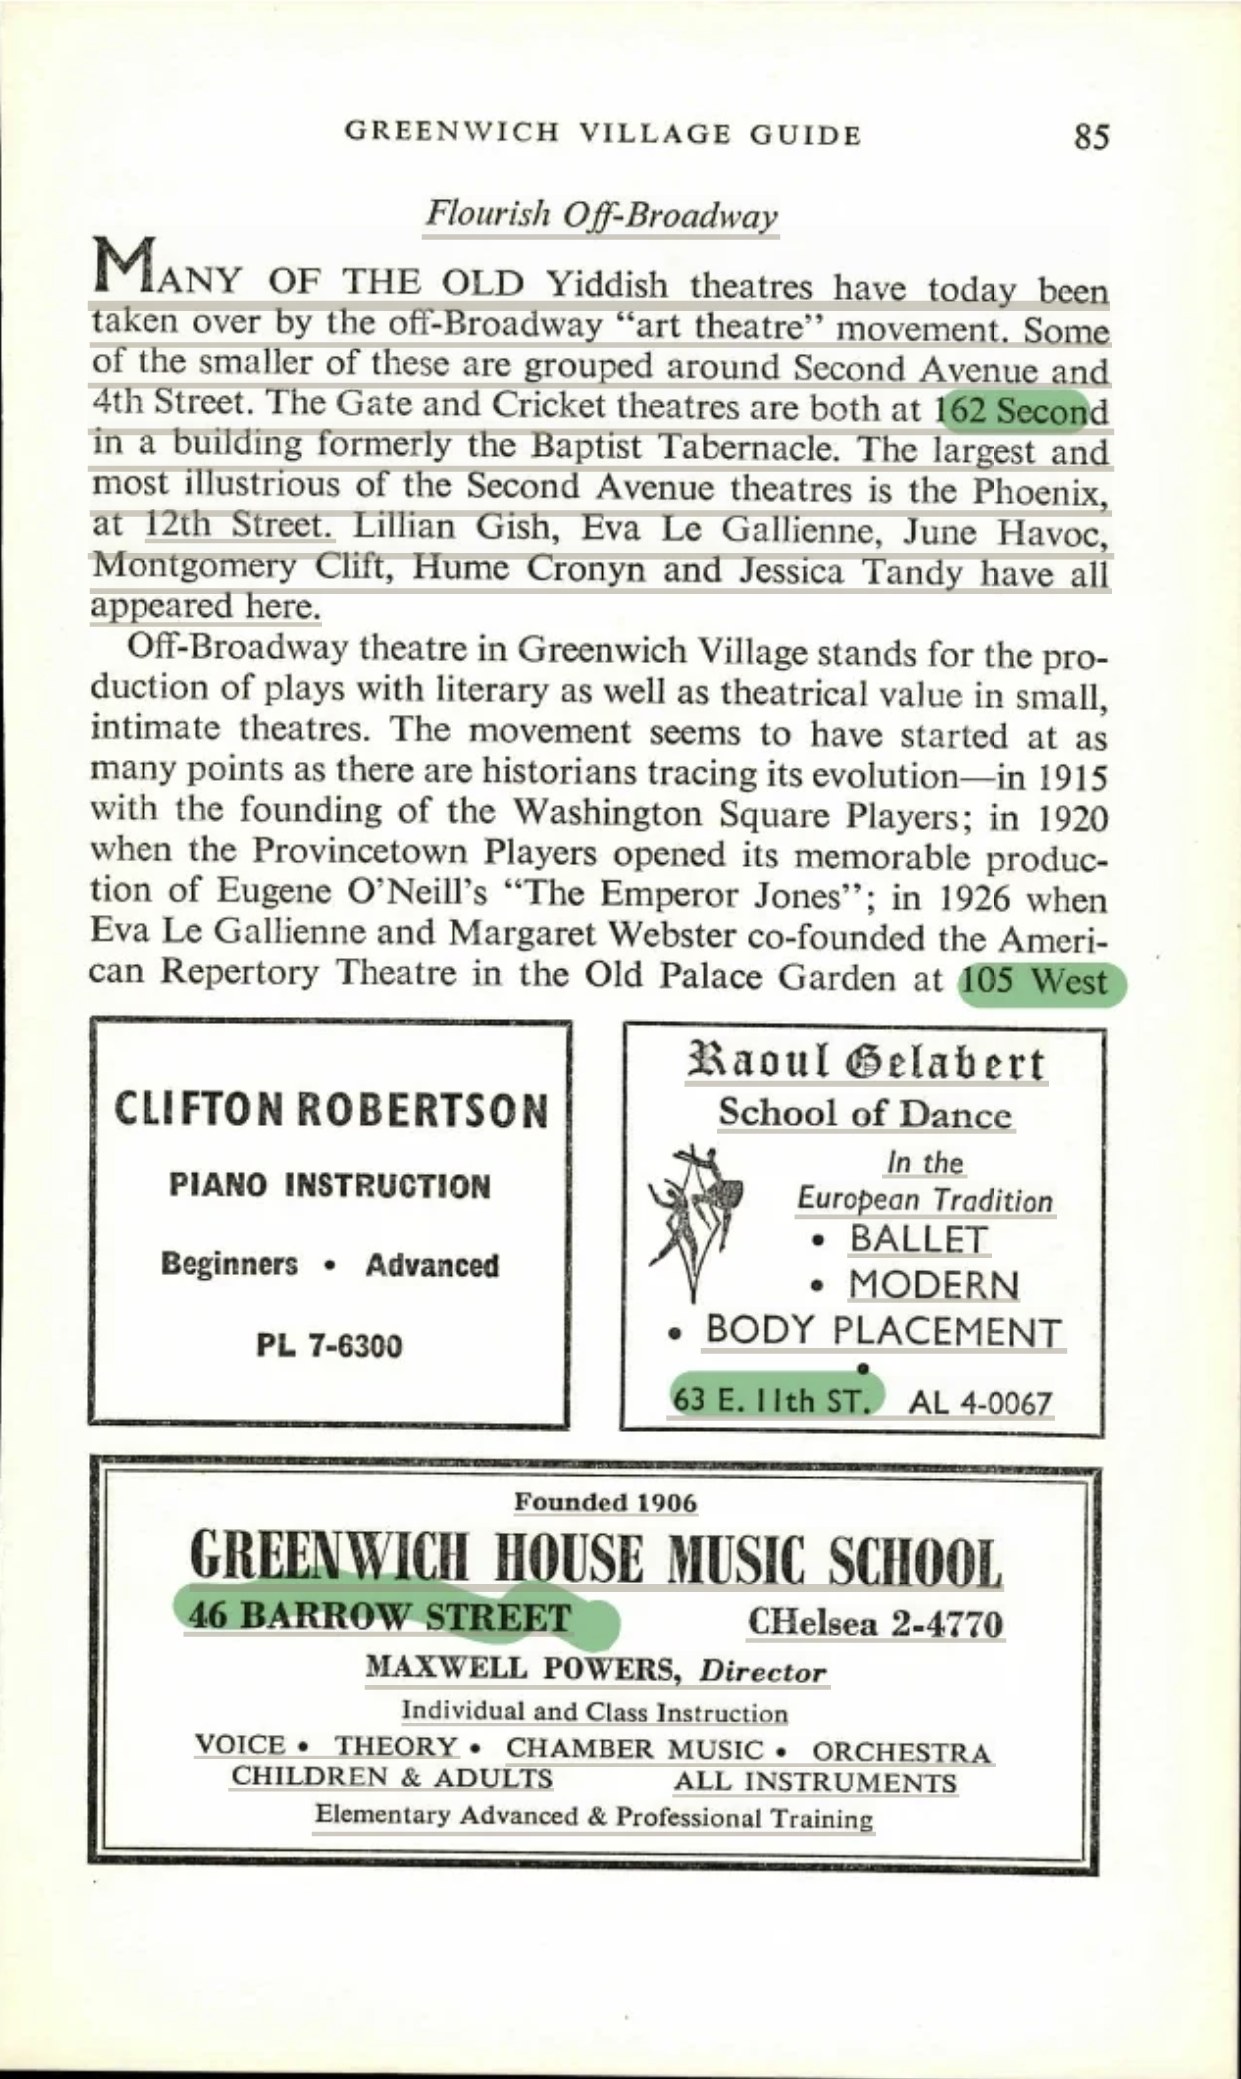 GREENWICH VILLAGE GUIDE 85
Flourish Off-Broadway
MANY OF THE OLD Yiddish theatres have today been
taken over by the off-Broadway “art theatre” movement. Some
of the smaller of these are grouped around Second Avenue and
4th Street. The Gate and Cricket theatres are both at 162 Second
in a building formerly the Baptist Tabernacle. The largest and
most illustrious of the Second Avenue theatres is the Phoenix,
at 12th Street. Lillian Gish, Eva Le Gallienne, June Havoc,
Montgomery Clift, Hume Cronyn and Jessica Tandy have all
appeared here.
Off-Broadway theatre in Greenwich Village stands for the pro-
duction of plays with literary as well as theatrical value in small,
intimate theatres. The movement seems to have started at as
many points as there are historians tracing its evolution—in 1915
with the founding of the Washington Square Players; in 1920
when the Provincetown Players opened its memorable produc-
tion of Eugene O’Neill’s “The Emperor Jones”; in 1926 when
Eva Le Gallienne and Margaret Webster co-founded the Ameri-
can Repertory Theatre in the Old Palace Garden at 105 West
CLIFTON ROBERTSON
PIANO INSTRUCTION
Beginners • Advanced
PL 7-6300
Raoul Gelabert
School of Dance
In the
European Tradition
• BALLET
• MODERN
• BODY PLACEMENT
•
63 E. 11th ST. AL 4-0067
Founded 1906
GREENWICH HOUSE MUSIC SCHOOL
46 BARROW STREET CHelsea 2-4770
MAXWELL POWERS, Director
Individual and Class Instruction
VOICE • THEORY • CHAMBER MUSIC • ORCHESTRA
CHILDREN & ADULTS ALL INSTRUMENTS
Elementary Advanced & Professional Training